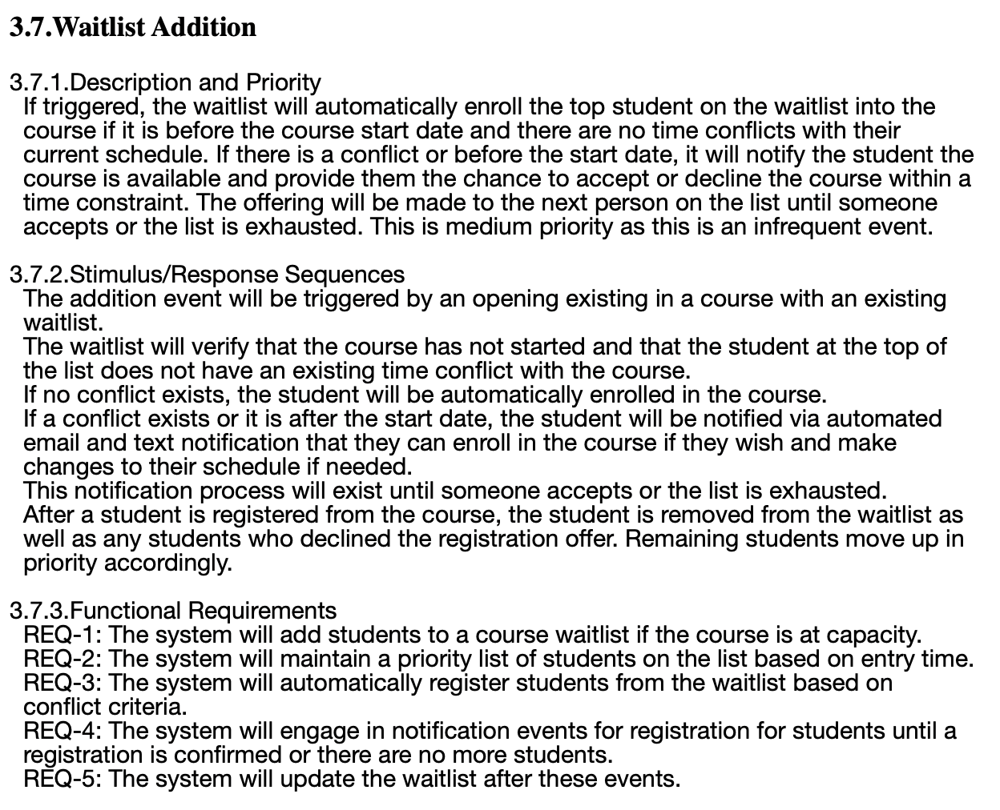 3.7.Waitlist Addition
3.7.1.Description and Priority
If triggered, the waitlist will automatically enroll the top student on the waitlist into the
course if it is before the course start date and there are no time conflicts with their
current schedule. If there is a conflict or before the start date, it will notify the student the
course is available and provide them the chance to accept or decline the course within a
time constraint. The offering will be made to the next person on the list until someone
accepts or the list is exhausted. This is medium priority as this is an infrequent event.
3.7.2.Stimulus/Response Sequences
The addition event will be triggered by an opening existing in a course with an existing
waitlist.
The waitlist will verify that the course has not started and that the student at the top of
the list does not have an existing time conflict with the course.
If no conflict exists, the student will be automatically enrolled in the course.
If a conflict exists or it is after the start date, the student will be notified via automated
email and text notification that they can enroll in the course if they wish and make
changes to their schedule if needed.
This notification process will exist until someone accepts or the list is exhausted.
After a student is registered from the course, the student is removed from the waitlist as
well as any students who declined the registration offer. Remaining students move up in
priority accordingly.
3.7.3.Functional Requirements
REQ-1: The system will add students to a course waitlist if the course is at capacity.
REQ-2: The system will maintain a priority list of students on the list based on entry time.
REQ-3: The system will automatically register students from the waitlist based on
conflict criteria.
REQ-4: The system will engage in notification events for registration for students until a
registration is confirmed or there are no more students.
REQ-5: The system will update the waitlist after these events.